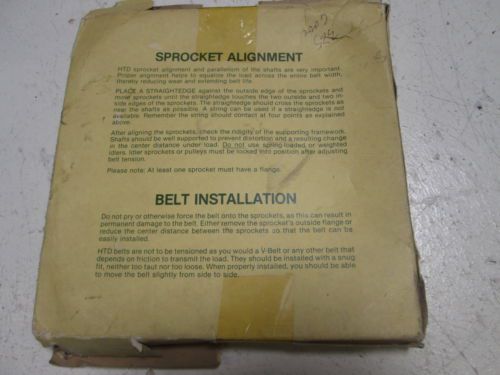 SPROCKET ALIGNMENT
HTD sprocket alignment and parallelism of the shafts are very important.
Proper alignment helps to equalize the load across the entire belt width,
thereby reducing wear and extending belt life.
PLACE A STRAIGHTEDGE against the outside edge of the sprockets and
move sprockets until the straightedge touches the two outside and two in-
side edges of the sprockets. The straightedge should cross the sprockets as
near the shafts as possible. A string can be used if a straightedge is not
available. Remember the string should contact at four points as explained
above.
After aligning the sprockets, check the rigidity of the supporting framework.
Shafts should be well supported to prevent distortion and a resulting change
in the center distance under load. Do not use spring-loaded or weighted
idlers. Idler sprockets or pulleys must be locked into position after adjusting
belt tension.
Please note: At least one sprocket must have a flange.
BELT INSTALLATION
Do not pry or otherwise force the belt onto the sprockets, as this can result in
permanent damage to the belt. Either remove the sprocket's outside flange or
reduce the center distance between the sprockets so that the belt can be
easily installed.
HTD belts are not to be tensioned as you would a V-Belt or any other belt that
depends on friction to transmit the load. They should be installed with a snug
fit, neither too taut nor too loose. When properly installed, you should be able
to move the belt slightly from side to side.